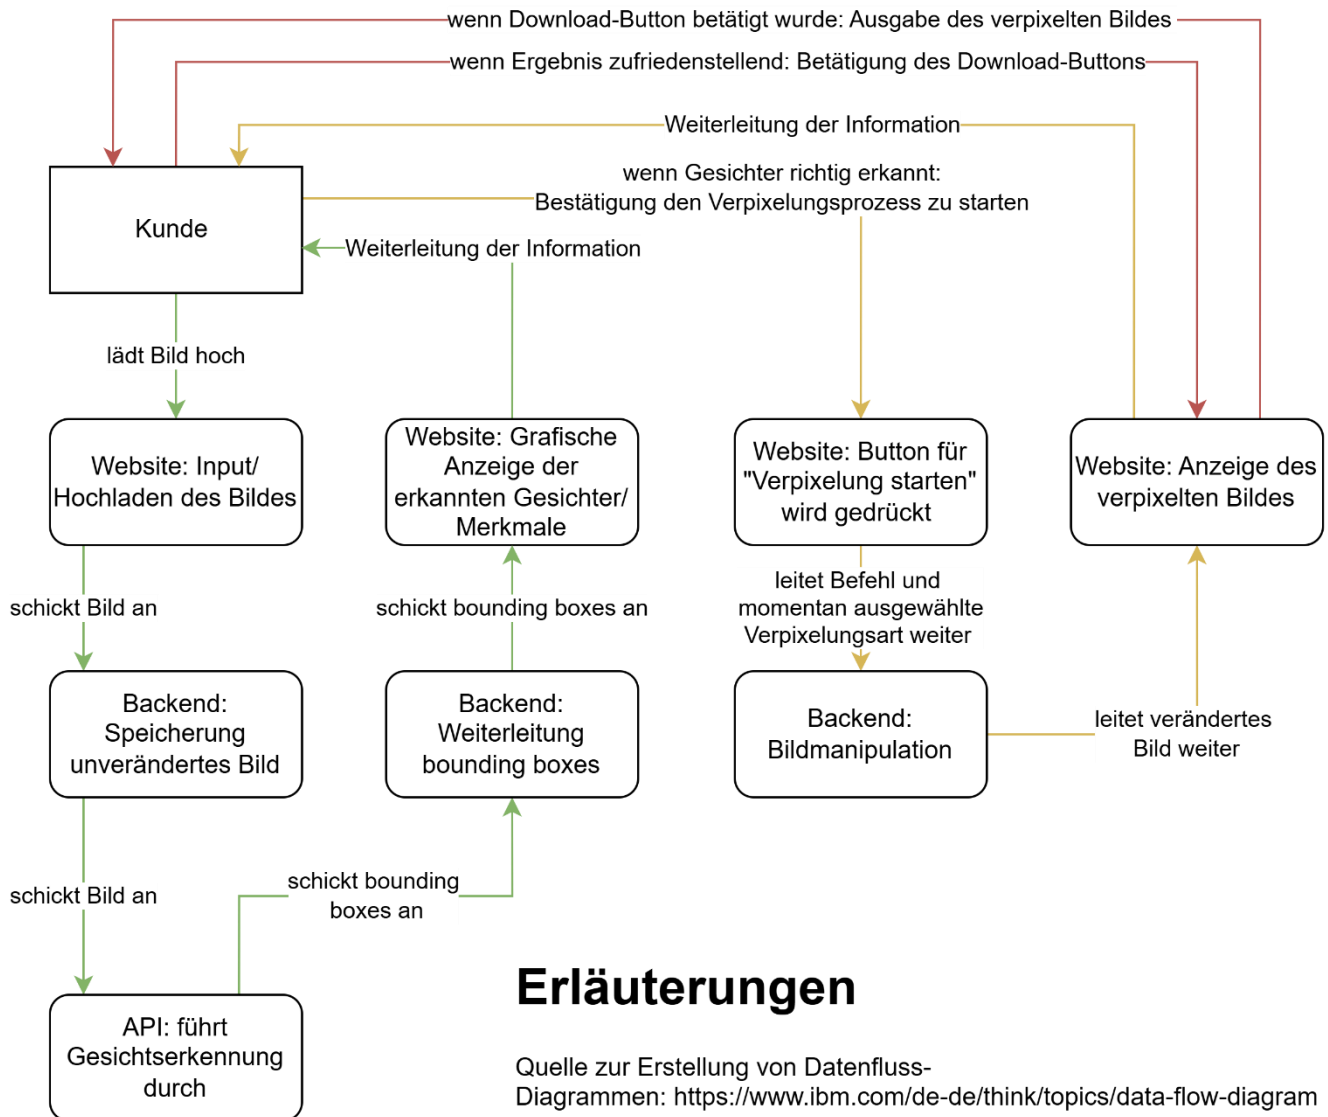 wenn Download-Button betätigt wurde: Ausgabe des verpixelten Bildes
wenn Ergebnis zufriedenstellend: Betätigung des Download-Buttons
Weiterleitung der Information
wenn Gesichter richtig erkannt:
Bestätigung den Verpixelungsprozess zu starten
Kunde
Weiterleitung der Information
lädt Bild hoch
Website: Input/
Hochladen des Bildes
Website: Grafische
Anzeige der
erkannten Gesichter/
Merkmale
Website: Button für
"Verpixelung starten"
wird gedrückt
Website: Anzeige des
verpixelten Bildes
schickt Bild an
schickt bounding boxes an
leitet Befehl und
momentan ausgewählte
Verpixelungsart weiter
Backend:
Speicherung
unverändertes Bild
Backend:
Weiterleitung
bounding boxes
Backend:
Bildmanipulation
leitet verändertes
Bild weiter
schickt Bild an
schickt bounding
boxes an
API: führt
Gesichtserkennung
durch
Erläuterungen
Quelle zur Erstellung von Datenfluss-
Diagrammen: https://www.ibm.com/de-de/think/topics/data-flow-diagram